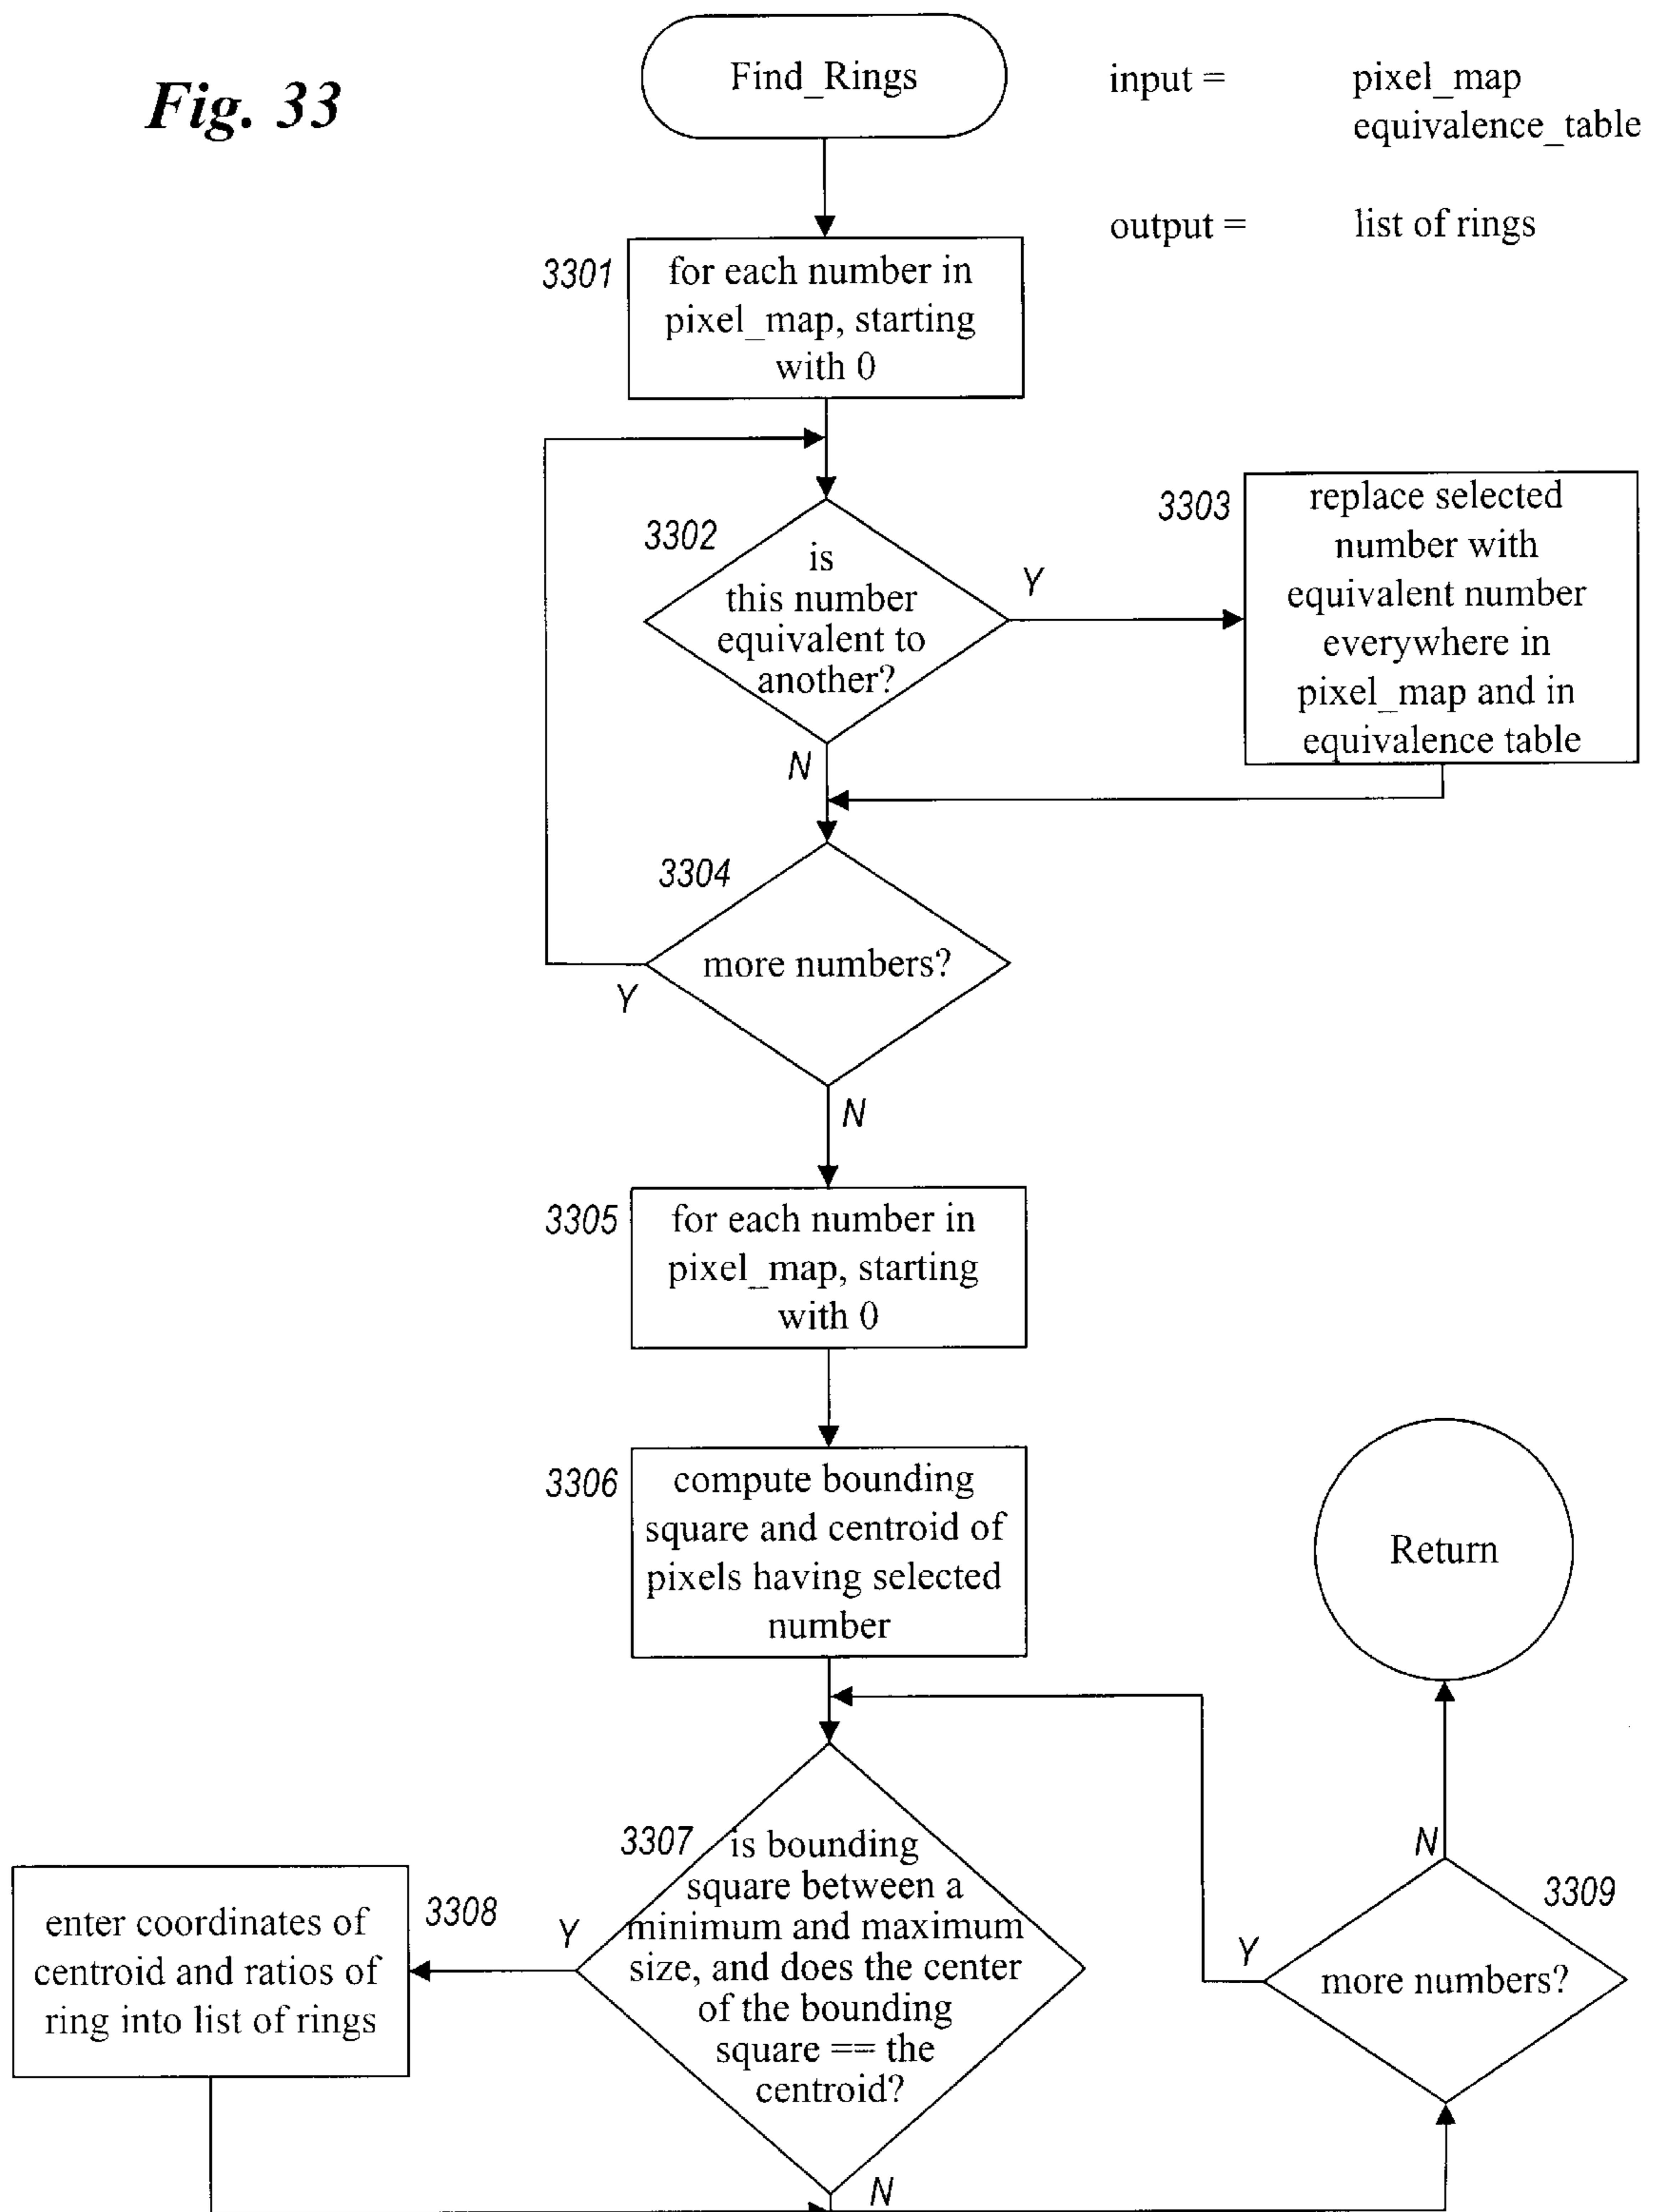 Fig. 33
Find_Rings
input = pixel_map
equivalence_table
output = list of rings
3301
for each number in
pixel_map, starting
with 0
3302
is
this number
equivalent to
another?
Y
N
3303
replace selected
number with
equivalent number
everywhere in
pixel_map and in
equivalence table
3304
more numbers?
Y
N
3305
for each number in
pixel_map, starting
with 0
3306
compute bounding
square and centroid of
pixels having selected
number
Return
3307
is bounding
square between a
minimum and maximum
size, and does the center
of the bounding
square == the
centroid?
Y
N
3308
enter coordinates of
centroid and ratios of
ring into list of rings
3309
more numbers?
Y
N